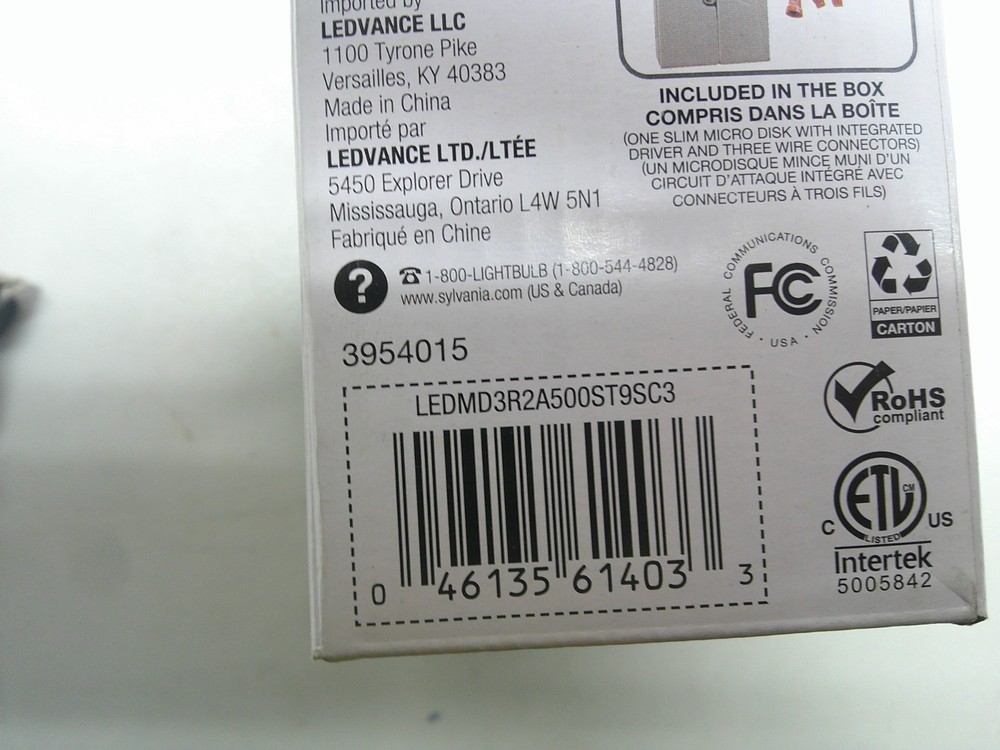 Imported by
LEDVANCE LLC
1100 Tyrone Pike
Versailles, KY 40383
Made in China
Importé par
LEDVANCE LTD./LTÉE
5450 Explorer Drive
Mississauga, Ontario L4W 5N1
Fabriqué en Chine
? ☎ 1-800-LIGHTBULB (1-800-544-4828)
www.sylvania.com (US & Canada)
3954015
LEDMD3R2A500ST9SC3
0 46135 61403 3
INCLUDED IN THE BOX
COMPRIS DANS LA BOÎTE
(ONE SLIM MICRO DISK WITH INTEGRATED
DRIVER AND THREE WIRE CONNECTORS)
(UN MICRODISQUE MINCE MUNI D'UN
CIRCUIT D'ATTAQUE INTÉGRÉ AVEC
CONNECTEURS À TROIS FILS)
FEDERAL COMMUNICATIONS COMMISSION · USA ·
FCC
PAPER/PAPIER
CARTON
RoHS
compliant
ETL CM
C LISTED US
Intertek
5005842